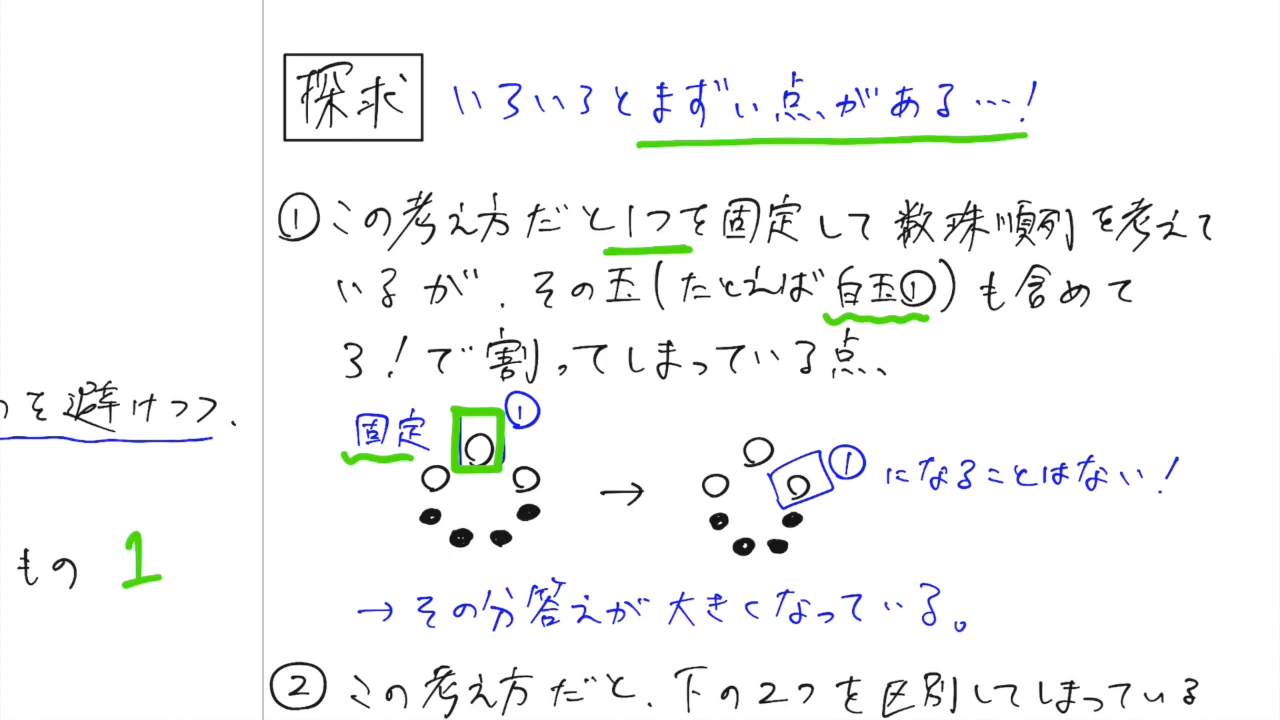 探求 いろいろとまずい点がある…!
①この考え方だと1つを固定して数珠順列を考えて
いるが、その玉(たとえば白玉①)も含めて
3!で割ってしまっている点、
を避けつつ、
固定 ①
→ ① になることはない!
もの 1
→その分答えが大きくなっている。
②この考え方だと、下の2つを区別してしまっている